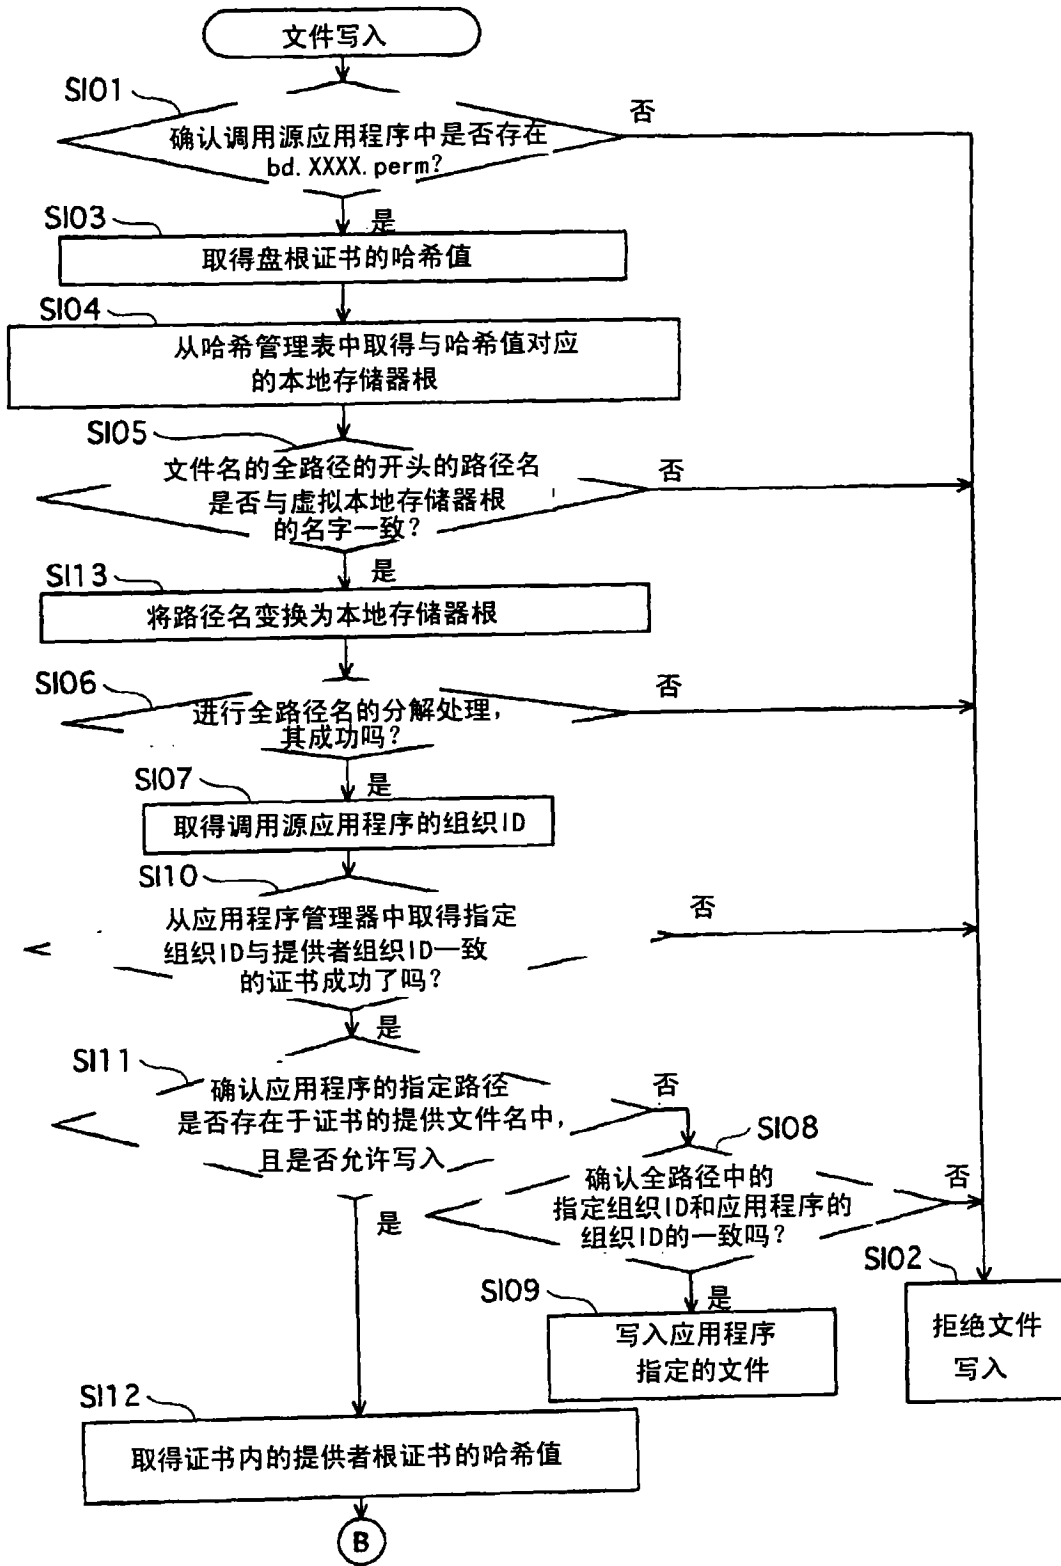 文件写入
S101
否
确认调用源应用程序中是否存在
bd.XXXX.perm?
是
S103
取得盘根证书的哈希值
S104
从哈希管理表中取得与哈希值对应
的本地存储器根
S105
文件名的全路径的开头的路径名
是否与虚拟本地存储器根
的名字一致?
否
是
S113
将路径名变换为本地存储器根
S106
否
进行全路径名的分解处理,
其成功吗?
是
S107
取得调用源应用程序的组织ID
S110
否
从应用程序管理器中取得指定
组织ID与提供者组织ID一致
的证书成功了吗?
是
S111
确认应用程序的指定路径
是否存在于证书的提供文件名中,
且是否允许写入
否
是
S108
确认全路径中的
指定组织ID和应用程序的
组织ID的一致吗?
否
是
S109
写入应用程序
指定的文件
S102
拒绝文件
写入
S112
取得证书内的提供者根证书的哈希值
B